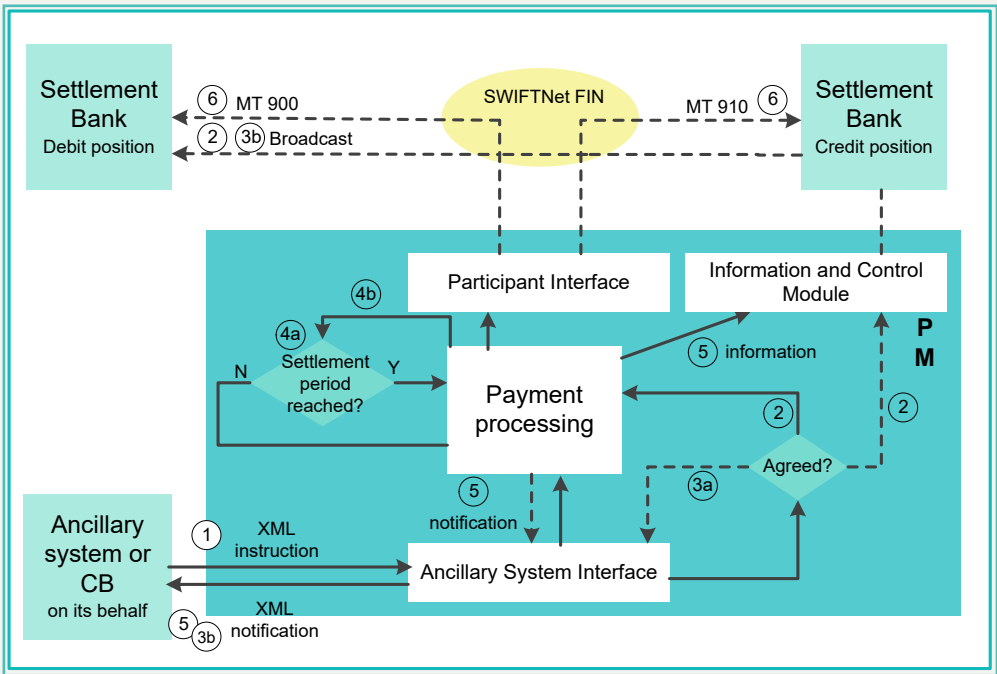 Settlement
Bank
Debit position
6 MT 900
2 3b Broadcast
SWIFTNet FIN
MT 910 6
Settlement
Bank
Credit position
Participant Interface
Information and Control
Module
P
M
4b
4a
Settlement
period
reached?
N
Y
Payment
processing
5 information
2
2
Agreed?
3a
5
notification
Ancillary
system or
CB
on its behalf
1
XML
instruction
Ancillary System Interface
XML
notification
5
3b